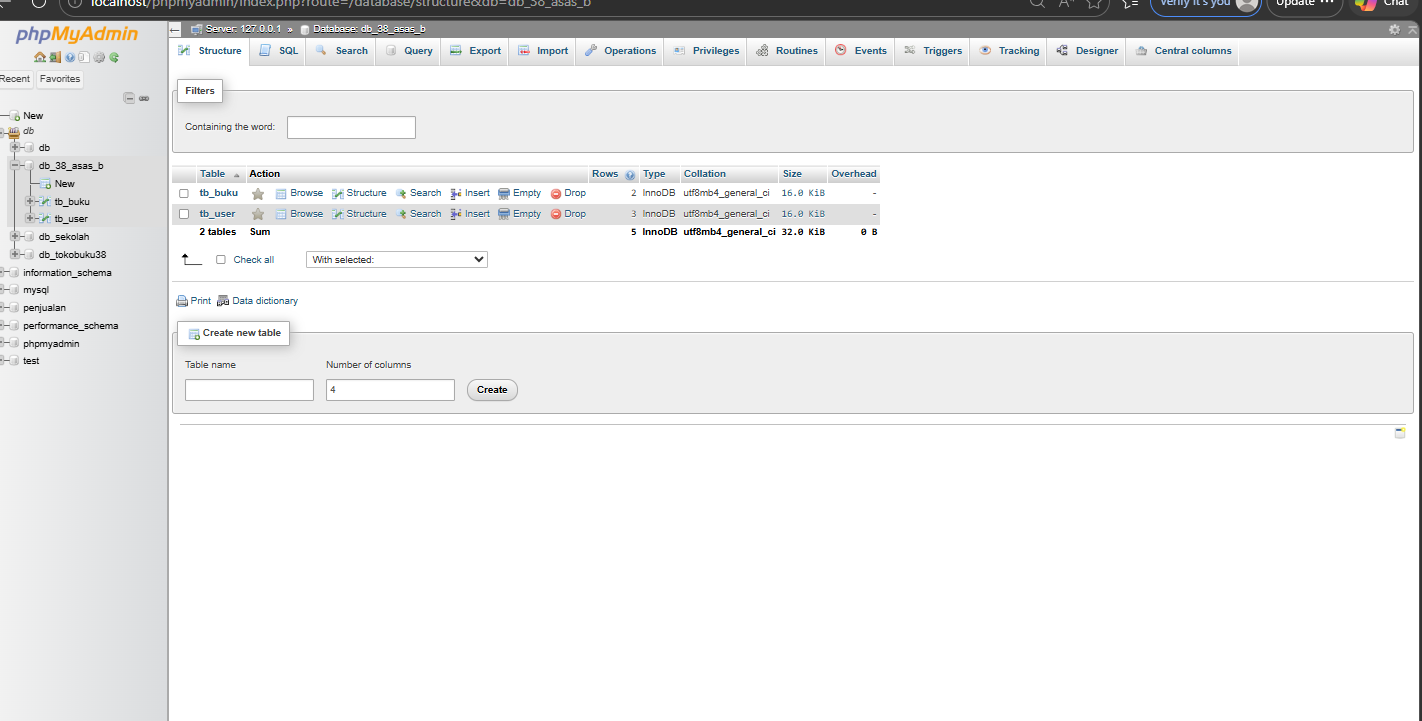 localhost/phpmyadmin/index.php?route=/database/structure&db=db_38_asas_b
Verify it's you
Update
Chat
phpMyAdmin
Recent Favorites
New
db
db
db_38_asas_b
New
tb_buku
tb_user
db_sekolah
db_tokobuku38
information_schema
mysql
penjualan
performance_schema
phpmyadmin
test
Server: 127.0.0.1 » Database: db_38_asas_b
Structure SQL Search Query Export Import Operations Privileges Routines Events Triggers Tracking Designer Central columns
Filters
Containing the word:
Table Action Rows Type Collation Size Overhead
tb_buku Browse Structure Search Insert Empty Drop 2 InnoDB utf8mb4_general_ci 16.0 KiB -
tb_user Browse Structure Search Insert Empty Drop 3 InnoDB utf8mb4_general_ci 16.0 KiB -
2 tables Sum 5 InnoDB utf8mb4_general_ci 32.0 KiB 0 B
Check all With selected:
Print Data dictionary
Create new table
Table name Number of columns
4 Create